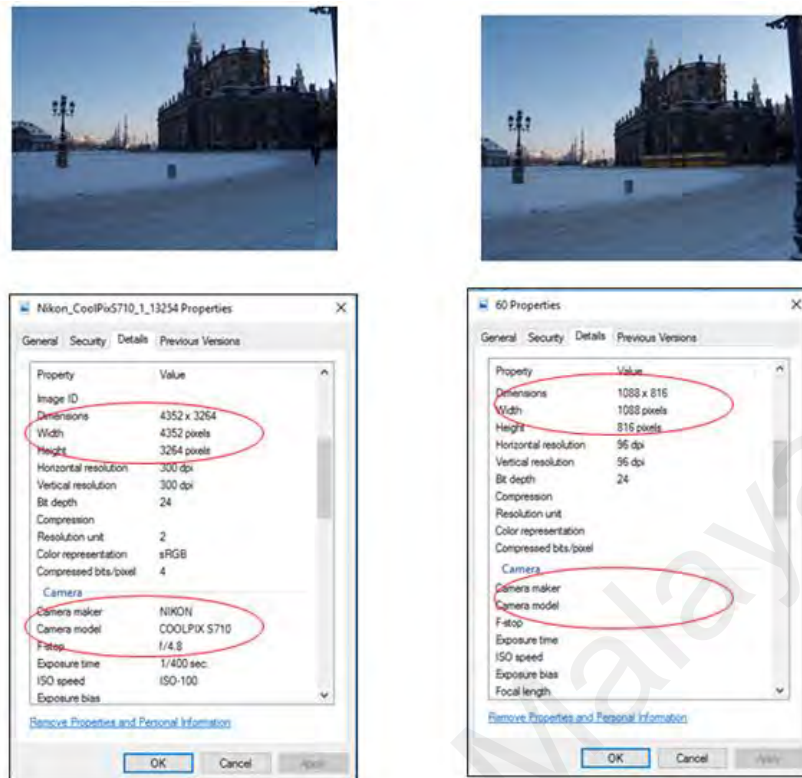 Nikon_CoolPixS710_1_13254 Properties
General Security Details Previous Versions
Property Value
Image ID
Dimensions 4352 x 3264
Width 4352 pixels
Height 3264 pixels
Horizontal resolution 300 dpi
Vertical resolution 300 dpi
Bit depth 24
Compression
Resolution unit 2
Color representation sRGB
Compressed bits/pixel 4
Camera
Camera maker NIKON
Camera model COOLPIX S710
F-stop f/4.8
Exposure time 1/400 sec.
ISO speed ISO-100
Exposure bias
Remove Properties and Personal Information
OK Cancel Apply
60 Properties
General Security Details Previous Versions
Property Value
Dimensions 1088 x 816
Width 1088 pixels
Height 816 pixels
Horizontal resolution 96 dpi
Vertical resolution 96 dpi
Bit depth 24
Compression
Resolution unit
Color representation
Compressed bits/pixel
Camera
Camera maker
Camera model
F-stop
Exposure time
ISO speed
Exposure bias
Focal length
Remove Properties and Personal Information
OK Cancel Apply
Malaya